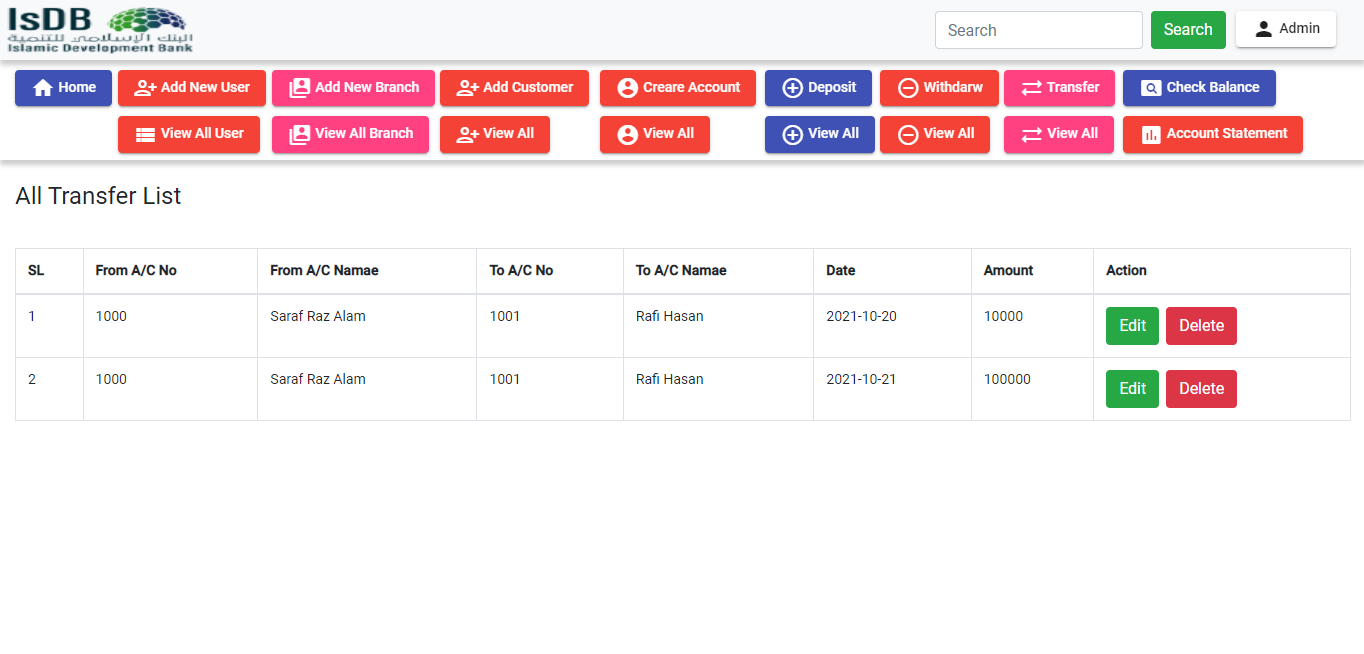 IsDB
البنك الإسلامي للتنمية
Islamic Development Bank
Search
Search
Admin
Home
Add New User
Add New Branch
Add Customer
Creare Account
Deposit
Withdarw
Transfer
Check Balance
View All User
View All Branch
View All
View All
View All
View All
View All
Account Statement
All Transfer List
SL From A/C No From A/C Namae To A/C No To A/C Namae Date Amount Action
1 1000 Saraf Raz Alam 1001 Rafi Hasan 2021-10-20 10000 Edit Delete
2 1000 Saraf Raz Alam 1001 Rafi Hasan 2021-10-21 100000 Edit Delete